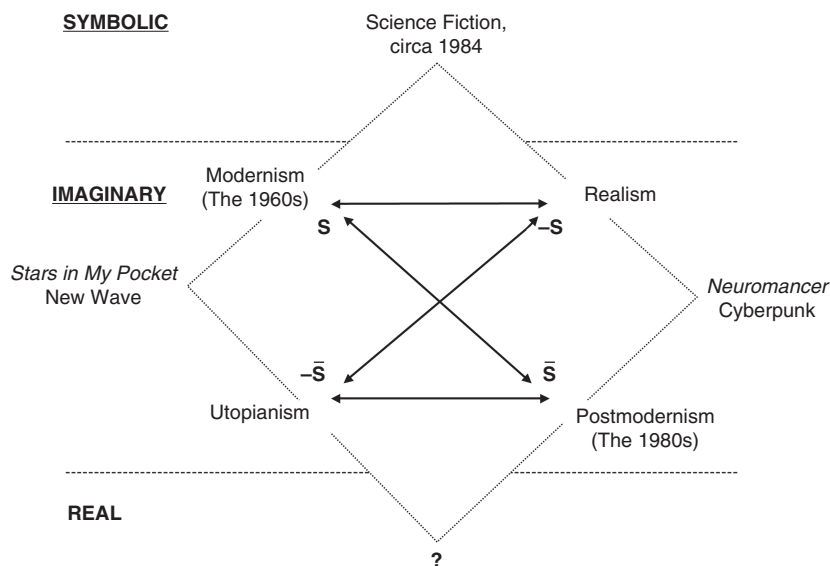 SYMBOLIC
Science Fiction,
circa 1984
IMAGINARY
Modernism
(The 1960s)
Realism
S
–S
Stars in My Pocket
New Wave
Neuromancer
Cyberpunk
–S̅
S̅
Utopianism
Postmodernism
(The 1980s)
REAL
?